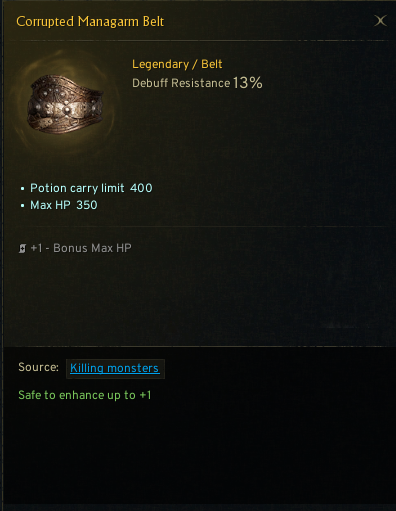 Corrupted Managarm Belt
Legendary / Belt
Debuff Resistance 13%
• Potion carry limit 400
• Max HP 350
+1 - Bonus Max HP
Source: Killing monsters
Safe to enhance up to +1